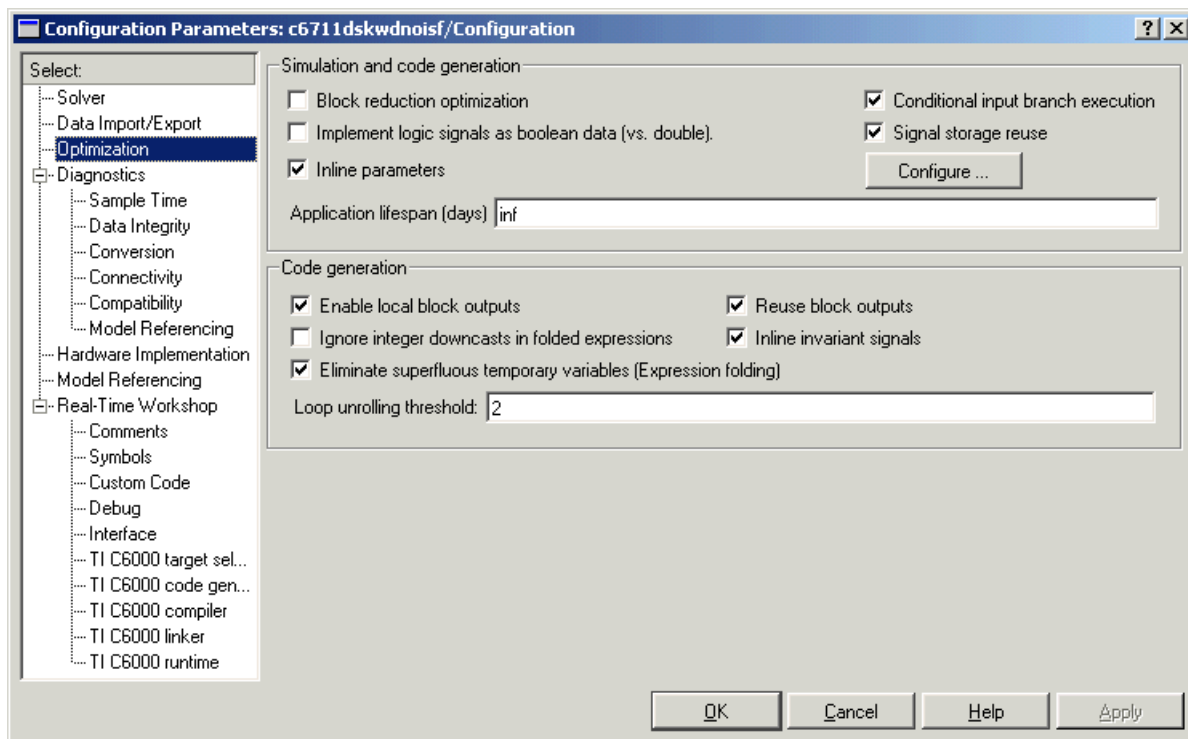 Configuration Parameters: c6711dskwdnoisf/Configuration
Select:
Solver
Data Import/Export
Optimization
Diagnostics
Sample Time
Data Integrity
Conversion
Connectivity
Compatibility
Model Referencing
Hardware Implementation
Model Referencing
Real-Time Workshop
Comments
Symbols
Custom Code
Debug
Interface
TI C6000 target sel...
TI C6000 code gen...
TI C6000 compiler
TI C6000 linker
TI C6000 runtime
Simulation and code generation
Block reduction optimization
Conditional input branch execution
Implement logic signals as boolean data (vs. double).
Signal storage reuse
Inline parameters
Configure ...
Application lifespan (days) inf
Code generation
Enable local block outputs
Reuse block outputs
Ignore integer downcasts in folded expressions
Inline invariant signals
Eliminate superfluous temporary variables (Expression folding)
Loop unrolling threshold: 2
OK Cancel Help Apply